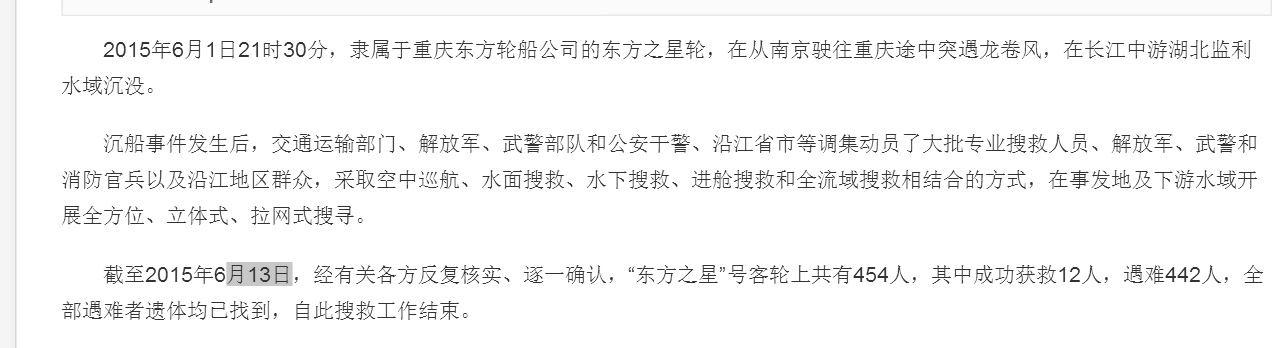 2015年6月1日21时30分，隶属于重庆东方轮船公司的东方之星轮，在从南京驶往重庆途中突遇龙卷风，在长江中游湖北监利
水域沉没。
沉船事件发生后，交通运输部门、解放军、武警部队和公安干警、沿江省市等调集动员了大批专业搜救人员、解放军、武警和
消防官兵以及沿江地区群众，采取空中巡航、水面搜救、水下搜救、进舱搜救和全流域搜救相结合的方式，在事发地及下游水域开
展全方位、立体式、拉网式搜寻。
截至2015年6月13日，经有关各方反复核实、逐一确认，“东方之星”号客轮上共有454人，其中成功获救12人，遇难442人，全
部遇难者遗体均已找到，自此搜救工作结束。